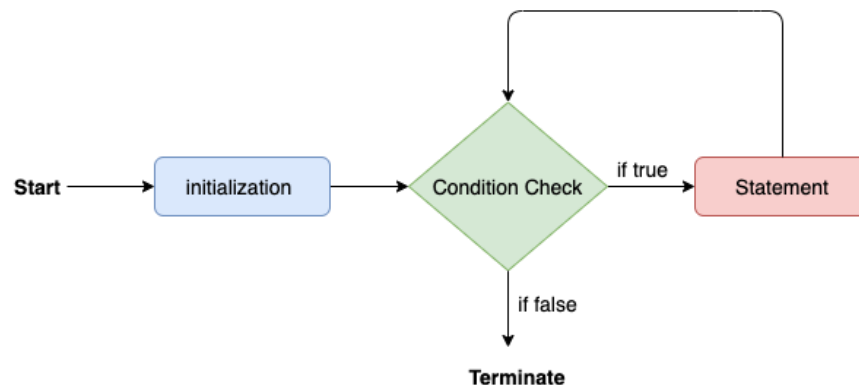 Start
initialization
Condition Check
if true
Statement
if false
Terminate